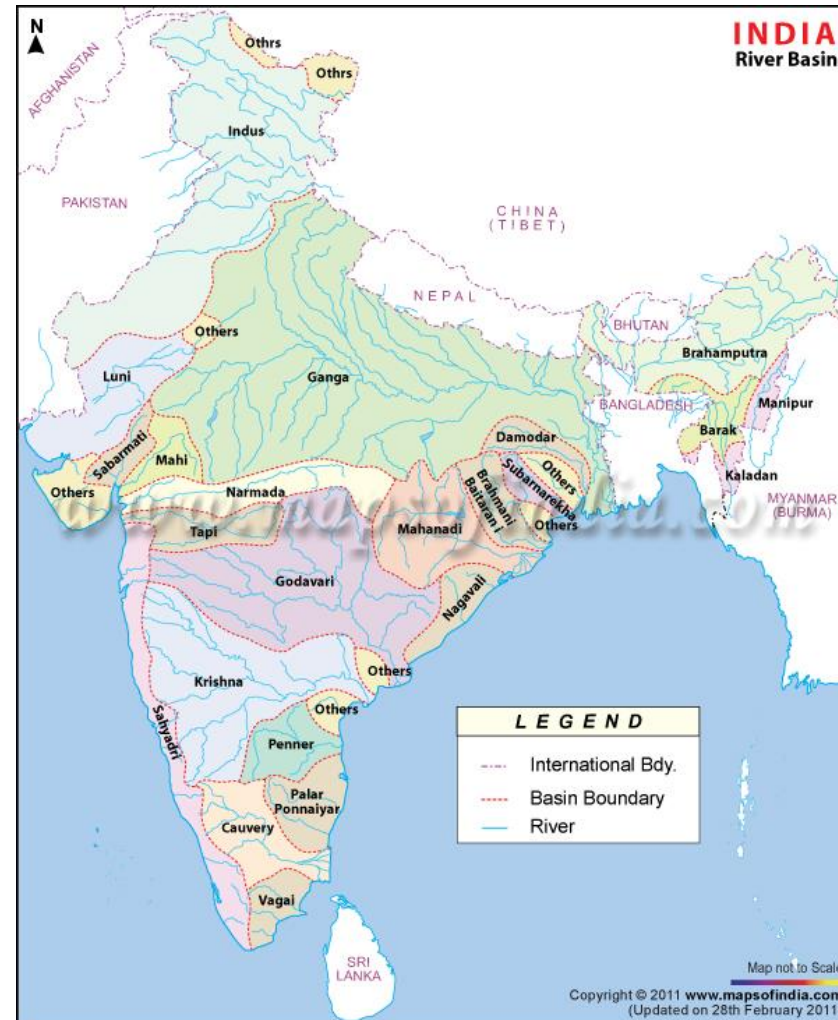 N
INDIA
River Basin
Othrs
Othrs
AFGHANISTAN
Indus
PAKISTAN
CHINA
(TIBET)
NEPAL
BHUTAN
Others
Luni
Ganga
Brahamputra
BANGLADESH
Manipur
Barak
Sabarmati
Mahi
Damodar
Kaladan
Others
Narmada
Brahmani
Baitarani
Subarnarekha
Others
MYANMAR
(BURMA)
www.mapsofindia.com
Tapi
Mahanadi
Others
Godavari
Nagavali
Krishna
Others
Sahyadri
Others
Penner
LEGEND
International Bdy.
Basin Boundary
River
Palar
Ponnaiyar
Cauvery
Vagai
SRI
LANKA
Map not to Scale
Copyright © 2011 www.mapsofindia.com
(Updated on 28th February 2011)